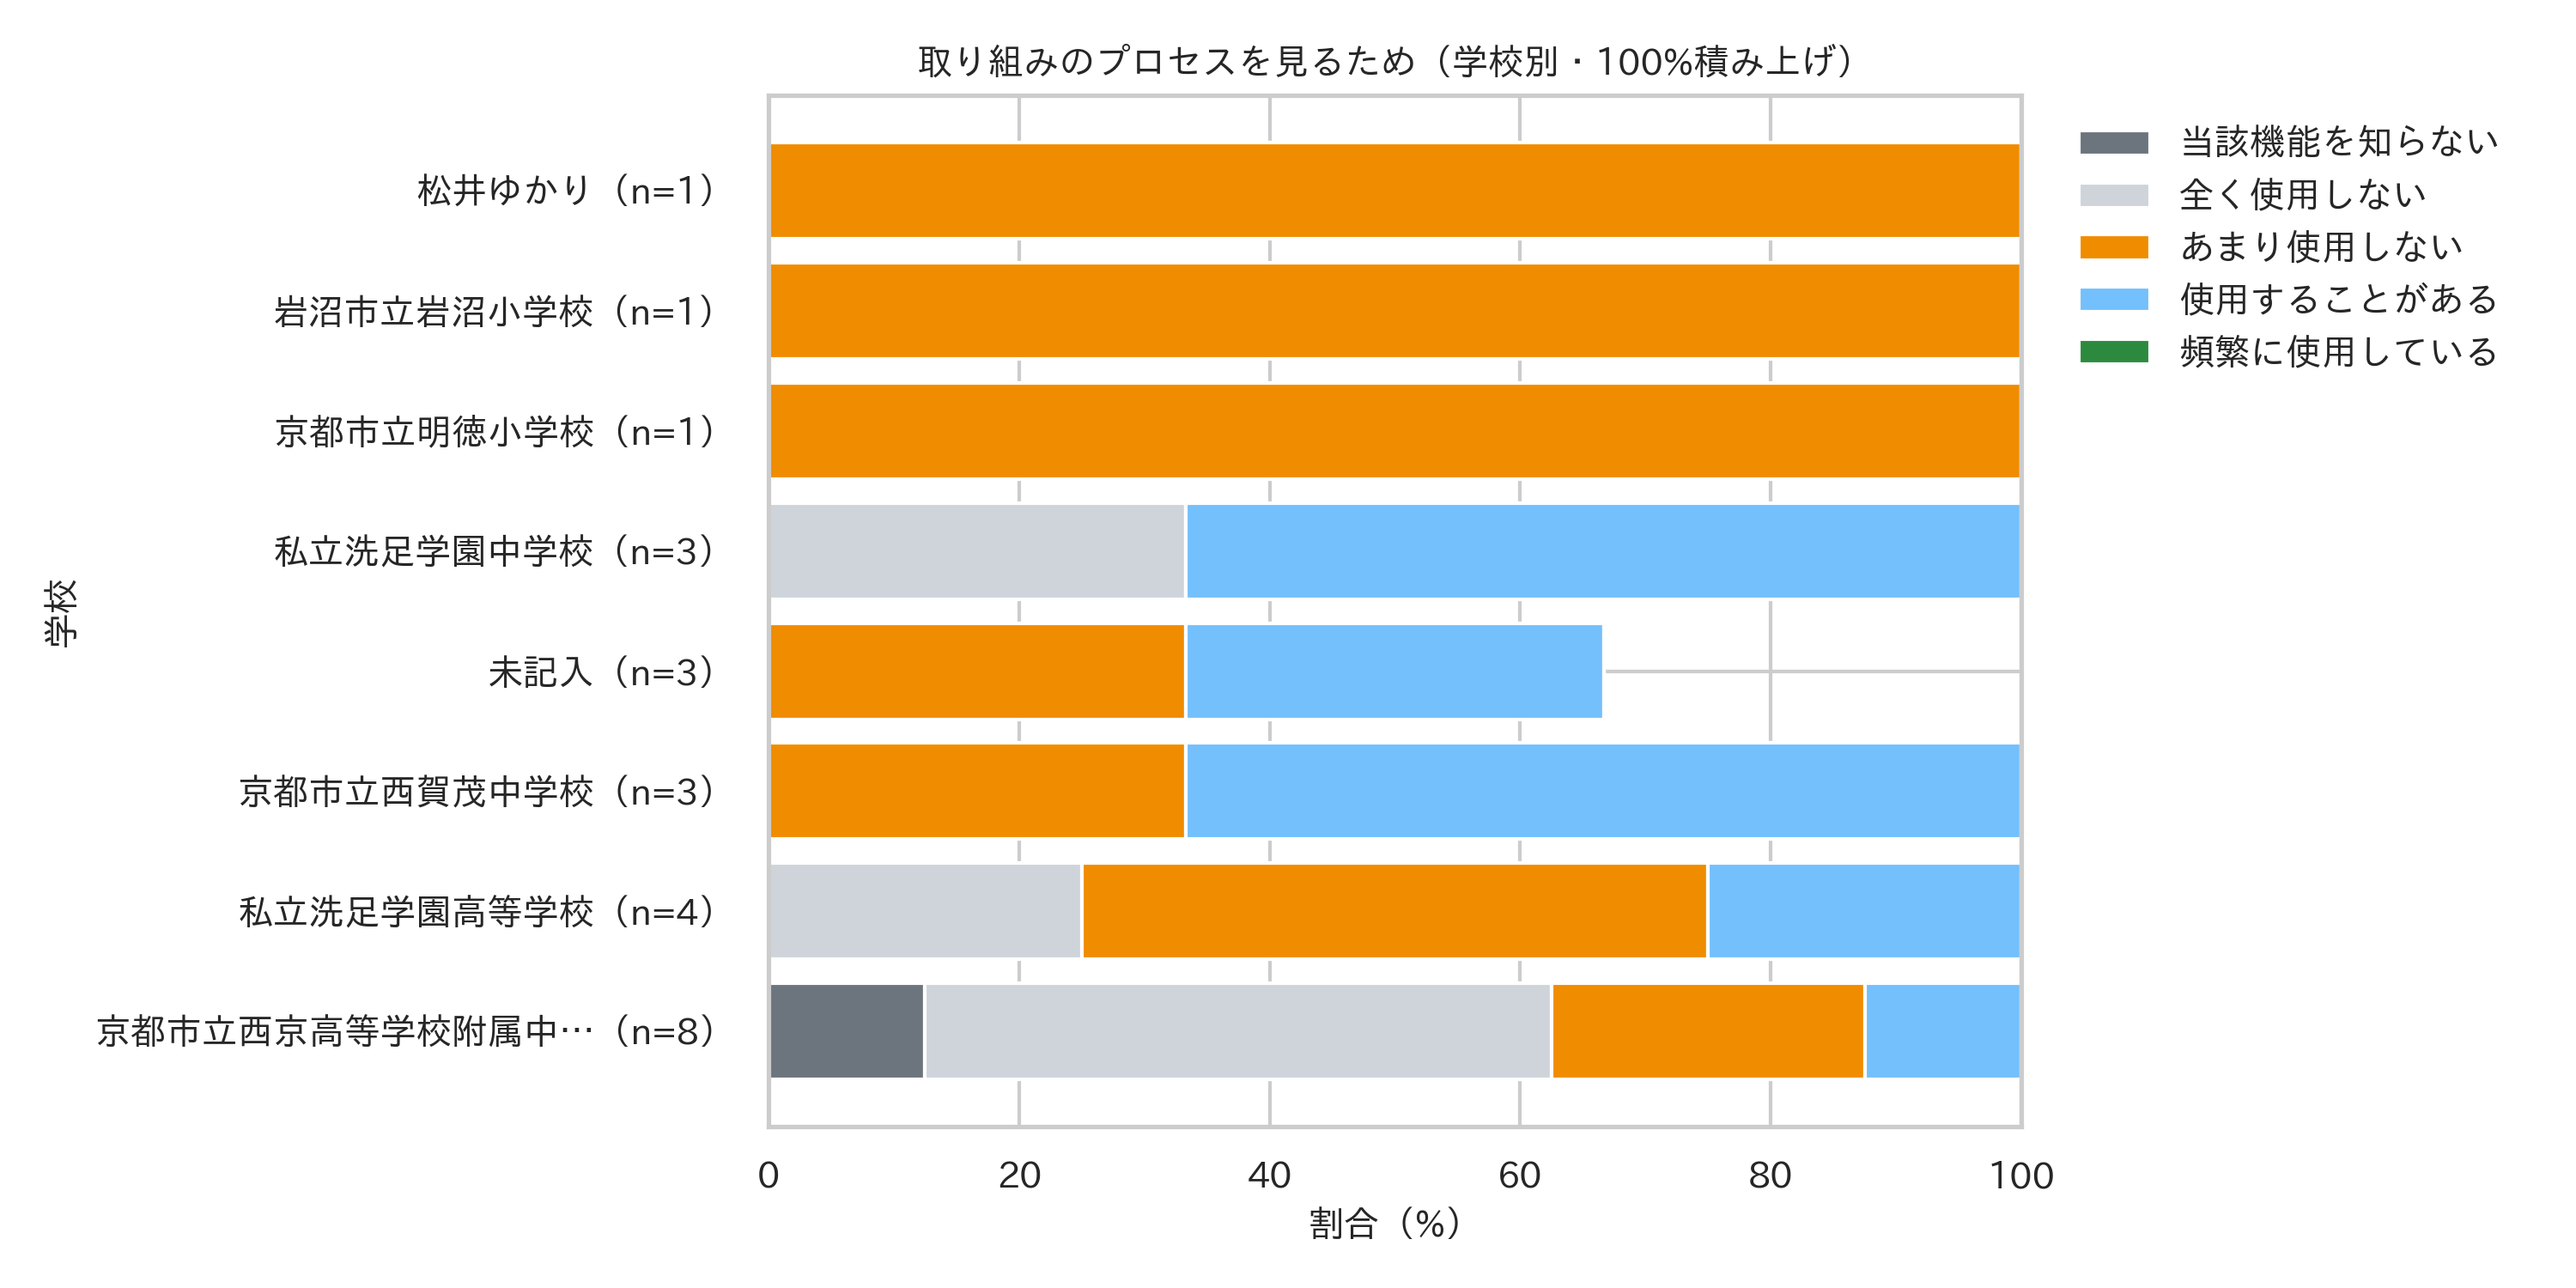 取り組みのプロセスを見るため（学校別・100%積み上げ）
当該機能を知らない
全く使用しない
あまり使用しない
使用することがある
頻繁に使用している
学校
松井ゆかり（n=1）
岩沼市立岩沼小学校（n=1）
京都市立明徳小学校（n=1）
私立洗足学園中学校（n=3）
未記入（n=3）
京都市立西賀茂中学校（n=3）
私立洗足学園高等学校（n=4）
京都市立西京高等学校附属中…（n=8）
0 20 40 60 80 100
割合（%）